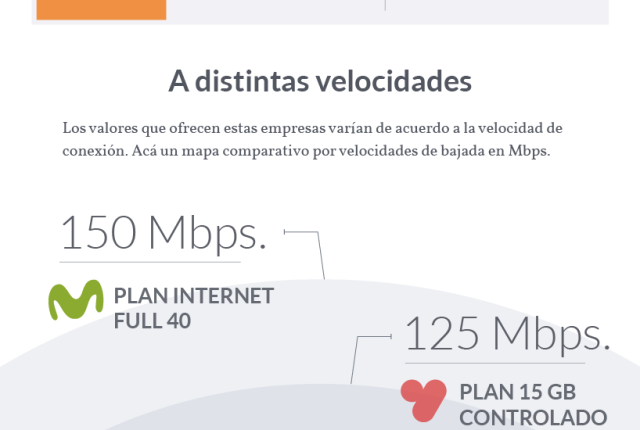 A distintas velocidades
Los valores que ofrecen estas empresas varían de acuerdo a la velocidad de
conexión. Acá un mapa comparativo por velocidades de bajada en Mbps.
150 Mbps.
PLAN INTERNET
FULL 40
125 Mbps.
PLAN 15 GB
CONTROLADO